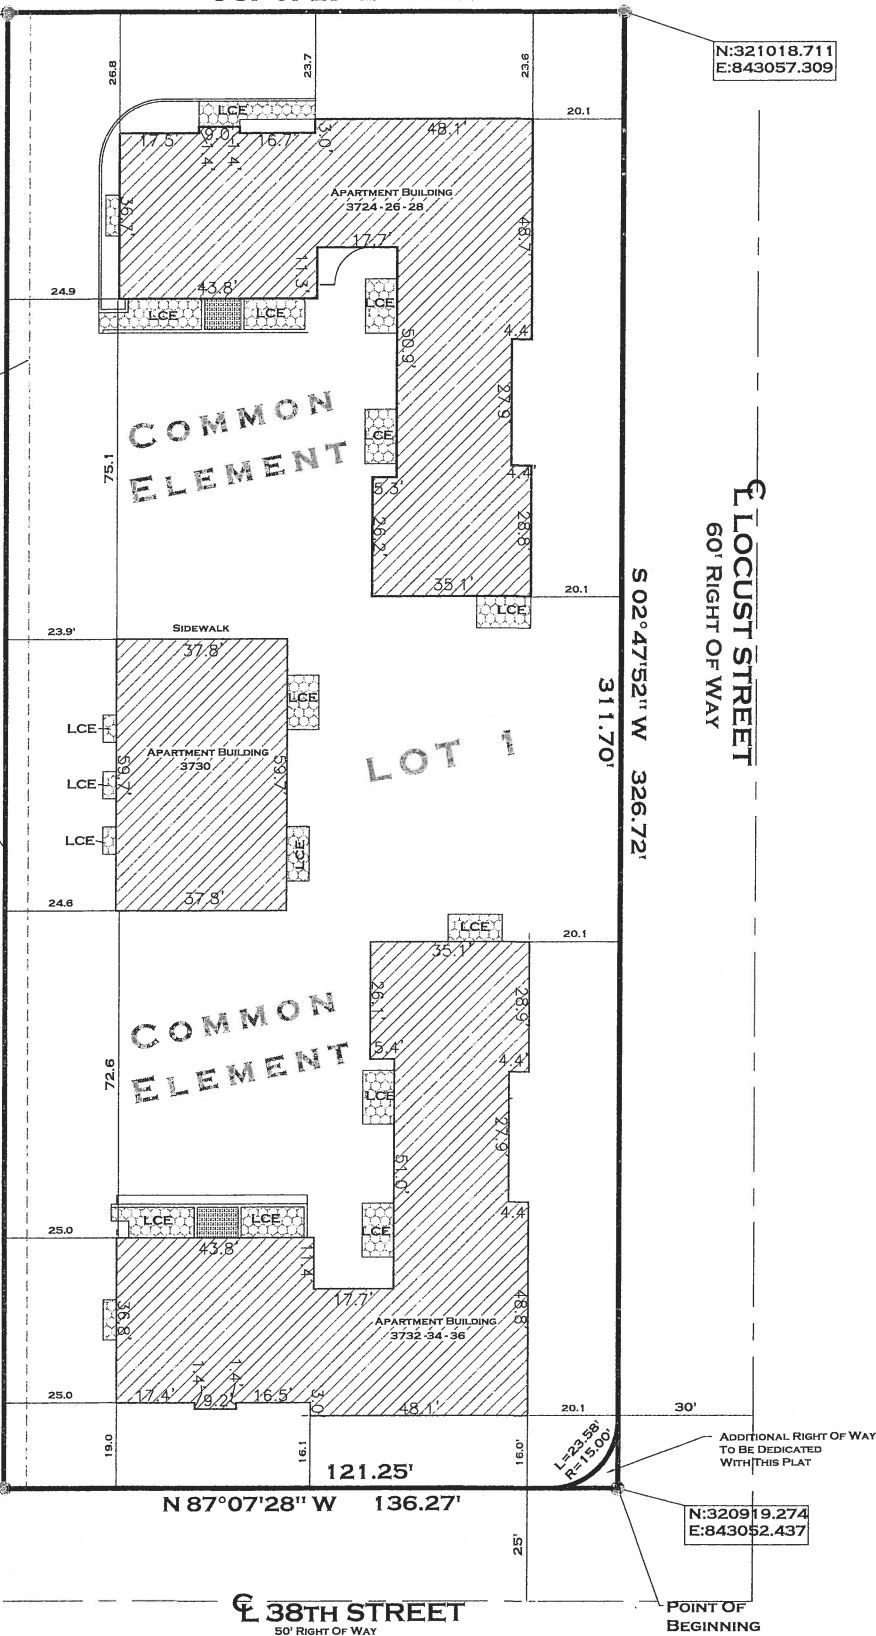 N:321018.711
E:843057.309
26.8
23.7
23.6
LCE
20.1
17.5'
9.0'
16.7'
3.0'
48.1'
1.4'
1.4'
36.7'
Apartment Building
3724-26-28
48.7'
17.7'
11.3'
24.9
43.8'
LCE
LCE
LCE
4.4'
50.9'
27.9'
Common
Element
LCE
75.1
4.4'
5.3'
26.2'
28.8'
35.1'
20.1
LCE
℄ Locust Street
60' Right Of Way
S 02°47'52" W 326.72'
311.70'
23.9'
Sidewalk
37.8'
LCE
LCE
Apartment Building
3730
59.7'
59.7'
LCE
LCE
LCE
Lot 1
37.8'
24.6
LCE
20.1
35.1'
26.1'
28.9'
Common
Element
5.4'
4.4'
72.6
LCE
27.9'
51.0'
LCE
LCE
LCE
4.4'
25.0
43.8'
11.4'
17.7'
Apartment Building
3732-34-36
36.8'
48.8'
1.4'
1.4'
25.0
17.4'
9.2'
16.5'
3.0'
48.1'
20.1
30'
19.0
16.1
16.0'
L=23.58'
R=15.00'
Additional Right Of Way
To Be Dedicated
With This Plat
121.25'
N 87°07'28" W 136.27'
N:320919.274
E:843052.437
25'
℄ 38th Street
50' Right Of Way
Point Of
Beginning